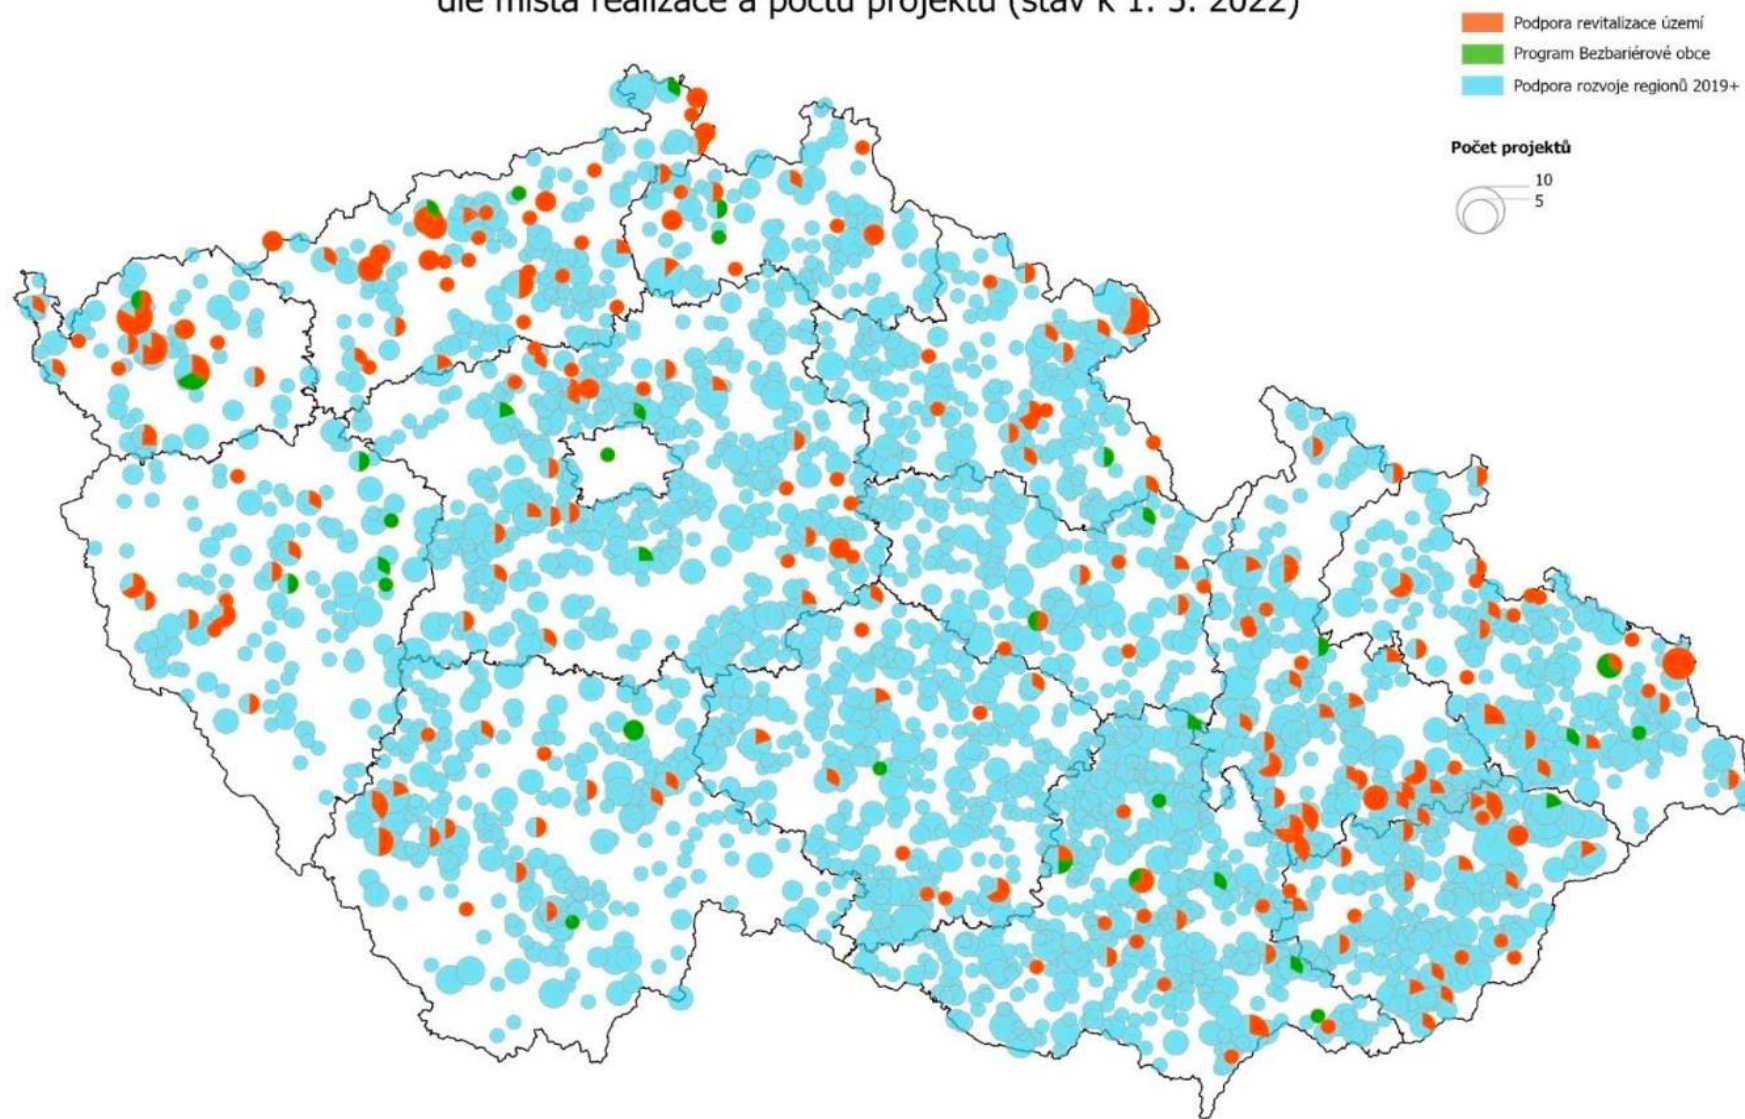 dle místa realizace a počtu projektů (stav k 1. 5. 2022)
Podpora revitalizace území
Program Bezbariérové obce
Podpora rozvoje regionů 2019+
Počet projektů
10
5